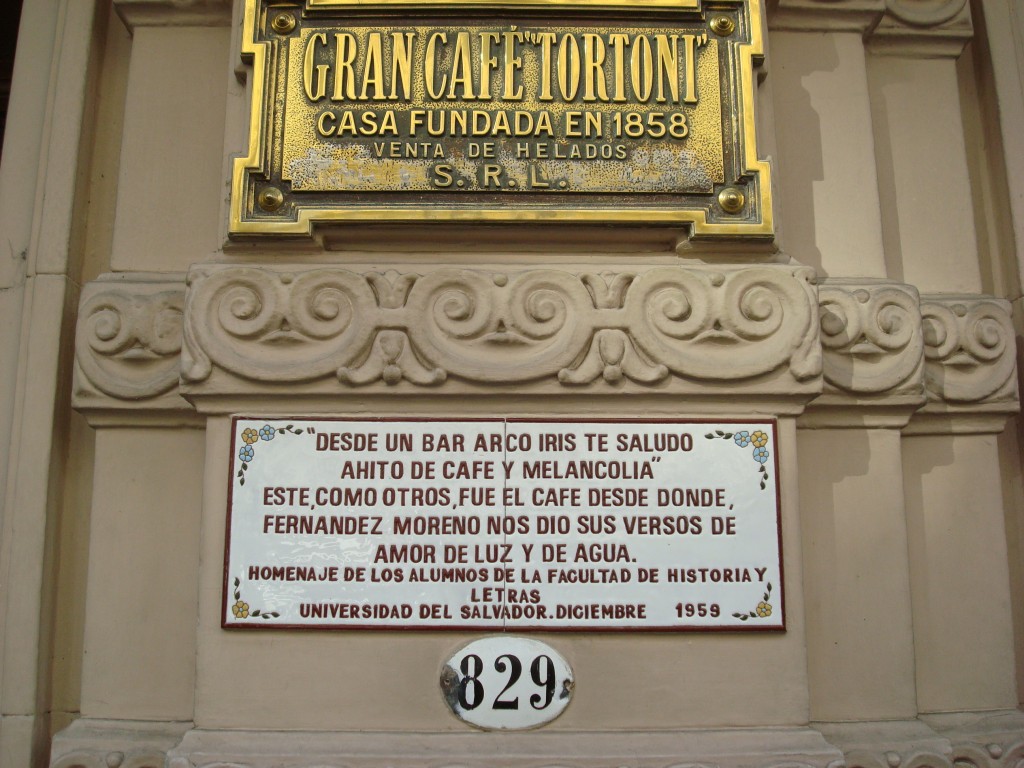 GRAN CAFÉ "TORTONI"
CASA FUNDADA EN 1858
VENTA DE HELADOS
S. R. L.
"DESDE UN BAR ARCO IRIS TE SALUDO
AHITO DE CAFE Y MELANCOLIA"
ESTE, COMO OTROS, FUE EL CAFE DESDE DONDE,
FERNANDEZ MORENO NOS DIO SUS VERSOS DE
AMOR DE LUZ Y DE AGUA.
HOMENAJE DE LOS ALUMNOS DE LA FACULTAD DE HISTORIA Y
LETRAS
UNIVERSIDAD DEL SALVADOR. DICIEMBRE 1959
829